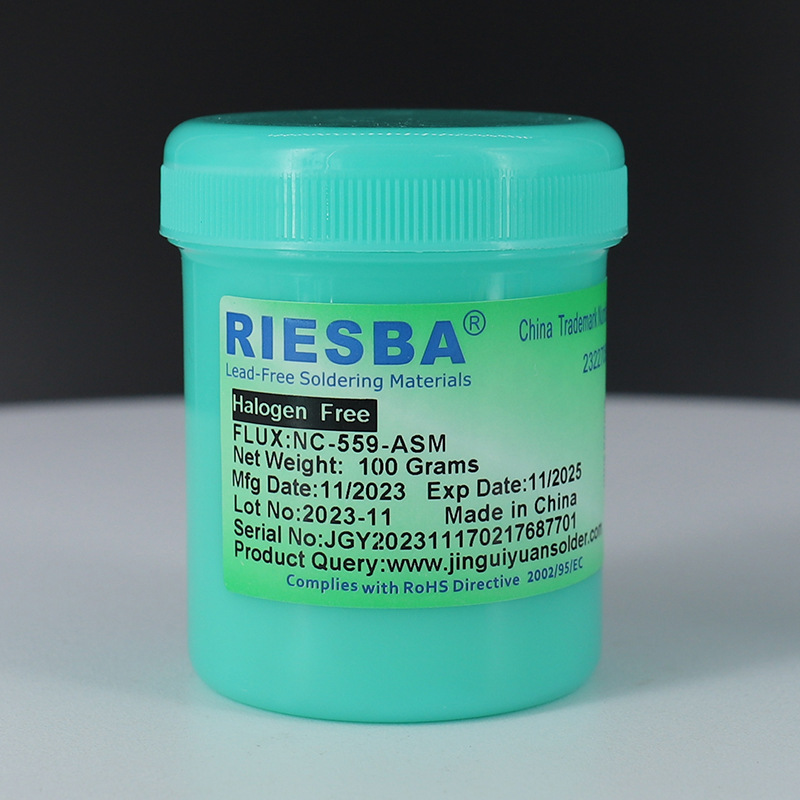 RIESBA®
China Trademark
Lead-Free Soldering Materials
Halogen Free
FLUX:NC-559-ASM
Net Weight: 100 Grams
Mfg Date:11/2023 Exp Date:11/2025
Lot No:2023-11 Made in China
Serial No:JGY202311170217687701
Product Query:www.jinguiyuansolder.com
Complies with RoHS Directive 2002/95/EC